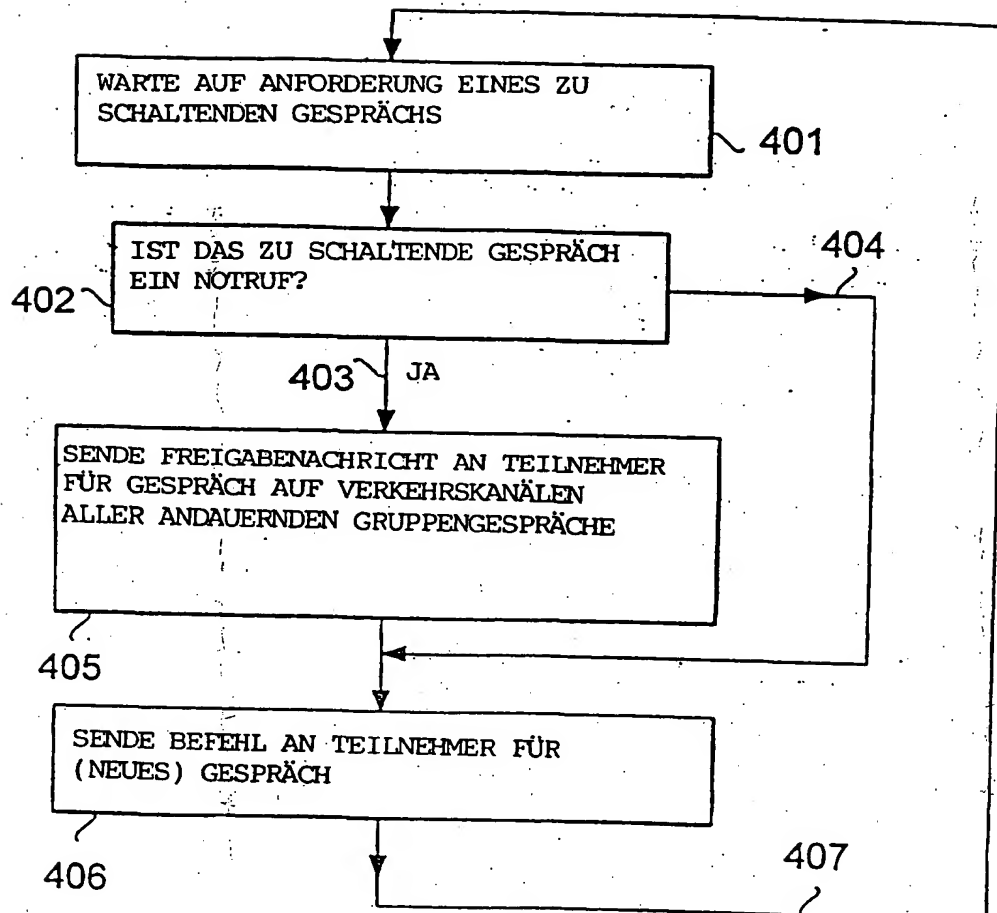 WARTE AUF ANFORDERUNG EINES ZU
SCHALTENDEN GESPRÄCHS
401
IST DAS ZU SCHALTENDE GESPRÄCH
EIN NOTRUF?
402
404
403
JA
SENDE FREIGABENACHRICHT AN TEILNEHMER
FÜR GESPRÄCH AUF VERKEHRSKANÄLEN
ALLER ANDAUERNDEN GRUPPENGESPRÄCHE
405
SENDE BEFEHL AN TEILNEHMER FÜR
(NEUES) GESPRÄCH
406
407